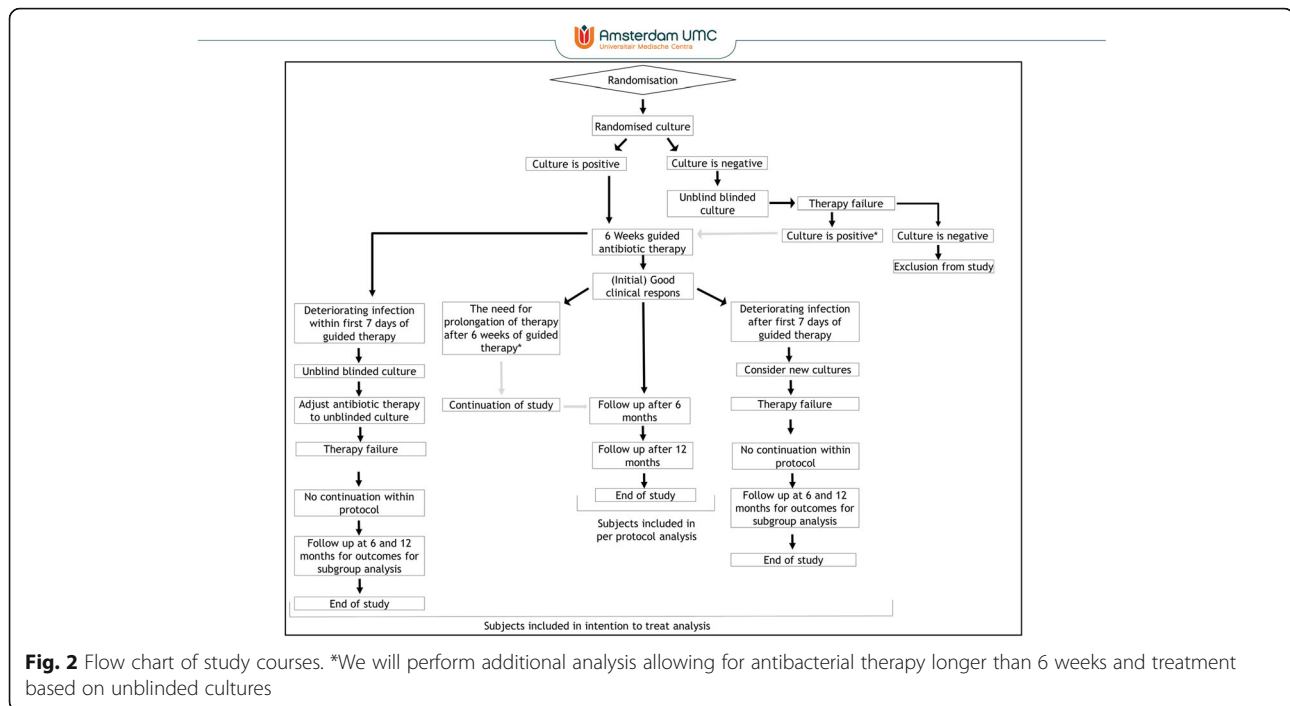 Amsterdam UMC
Universitair Medische Centra
Randomisation
Randomised culture
Culture is positive
Culture is negative
Unblind blinded
culture
Therapy failure
Culture is positive*
Culture is negative
Exclusion from study
6 Weeks guided
antibiotic therapy
(Initial) Good
clinical respons
Deteriorating infection
within first 7 days of
guided therapy
Unblind blinded culture
Adjust antibiotic therapy
to unblinded culture
Therapy failure
No continuation within
protocol
Follow up at 6 and 12
months for outcomes for
subgroup analysis
End of study
The need for
prolongation of therapy
after 6 weeks of guided
therapy*
Continuation of study
Follow up after 6
months
Follow up after 12
months
End of study
Subjects included in
per protocol analysis
Deteriorating infection
after first 7 days of
guided therapy
Consider new cultures
Therapy failure
No continuation within
protocol
Follow up at 6 and 12
months for outcomes for
subgroup analysis
End of study
Subjects included in intention to treat analysis
Fig. 2 Flow chart of study courses. *We will perform additional analysis allowing for antibacterial therapy longer than 6 weeks and treatment
based on unblinded cultures